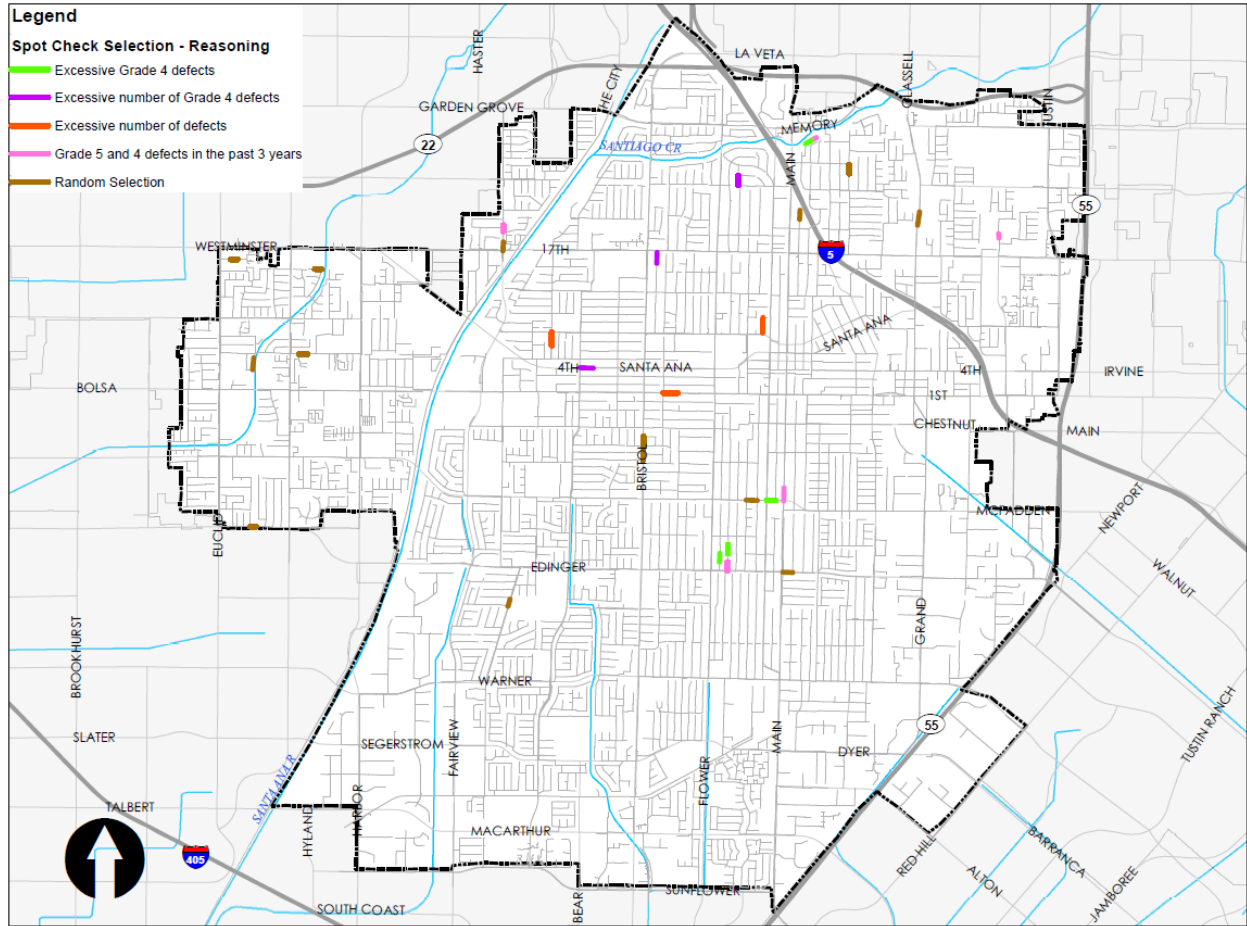 Legend
Spot Check Selection - Reasoning
Excessive Grade 4 defects
Excessive number of Grade 4 defects
Excessive number of defects
Grade 5 and 4 defects in the past 3 years
Random Selection
HASTER
THE CITY
LA VETA
GLASSELL
TUSTIN
GARDEN GROVE
22
MEMORY
SANTIAGO CR
MAIN
55
WESTMINSTER
17TH
5
SANTA ANA
BOLSA
4TH
SANTA ANA
4TH
IRVINE
1ST
CHESTNUT
MAIN
BRISTOL
EUCLID
MCFADDEN
NEWPORT
EDINGER
WALNUT
BROOKHURST
GRAND
WARNER
TUSTIN RANCH
SLATER
SEGERSTROM
FAIRVIEW
MAIN
DYER
55
FLOWER
SANTA ANA R
TALBERT
HYLAND
HARBOR
MACARTHUR
405
RED HILL
BARRANCA
ALTON
JAMBOREE
SUNFLOWER
BEAR
SOUTH COAST